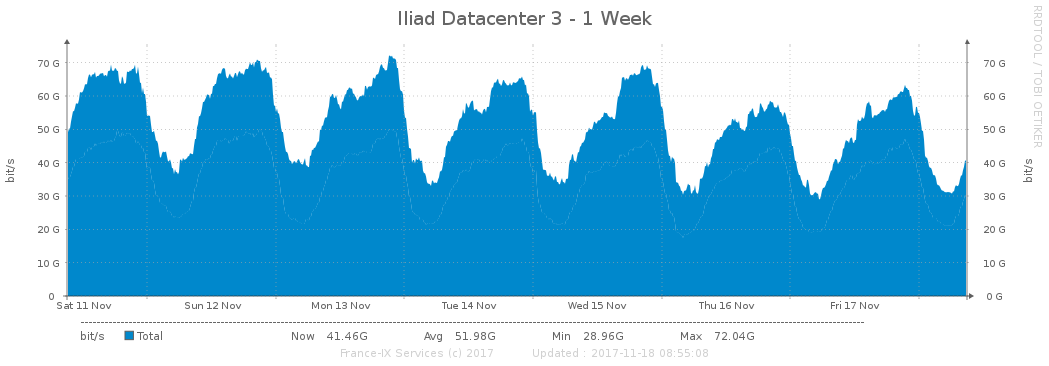 Iliad Datacenter 3 - 1 Week
RRDTOOL / TOBI OETIKER
70 G 70 G
60 G 60 G
50 G 50 G
40 G 40 G
30 G 30 G
20 G 20 G
10 G 10 G
0 0 G
bit/s bit/s
Sat 11 Nov Sun 12 Nov Mon 13 Nov Tue 14 Nov Wed 15 Nov Thu 16 Nov Fri 17 Nov
bit/s Total Now 41.46G Avg 51.98G Min 28.96G Max 72.04G
France-IX Services (c) 2017 Updated : 2017-11-18 08:55:08